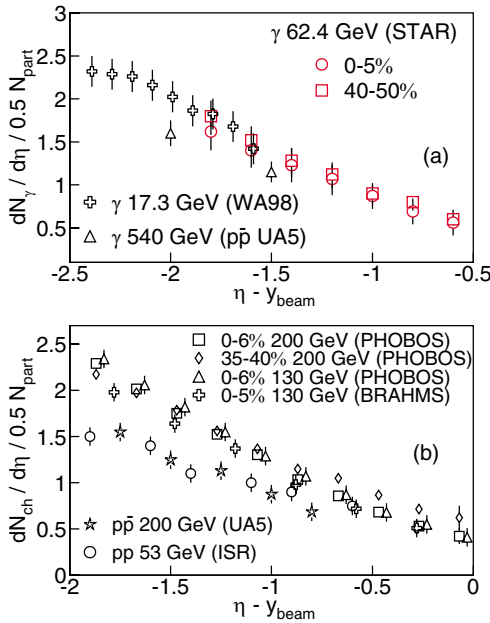 γ 62.4 GeV (STAR)
0-5%
40-50%
(a)
γ 17.3 GeV (WA98)
γ 540 GeV (pp̄ UA5)
dNγ / dη / 0.5 Npart
3
2.5
2
1.5
1
0.5
-2.5 -2 -1.5 -1 -0.5
η - ybeam
0-6% 200 GeV (PHOBOS)
35-40% 200 GeV (PHOBOS)
0-6% 130 GeV (PHOBOS)
0-5% 130 GeV (BRAHMS)
(b)
pp̄ 200 GeV (UA5)
pp 53 GeV (ISR)
dNch / dη / 0.5 Npart
2.5
2
1.5
1
0.5
0
-2 -1.5 -1 -0.5 0
η - ybeam